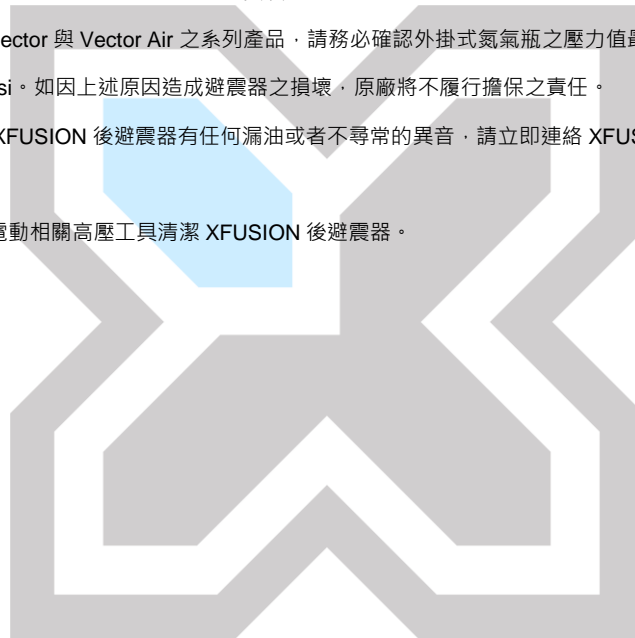 ector 與 Vector Air 之系列產品，請務必確認外掛式氮氣瓶之壓力值最
si。如因上述原因造成避震器之損壞，原廠將不履行擔保之責任。
XFUSION 後避震器有任何漏油或者不尋常的異音，請立即連絡 XFUS
電動相關高壓工具清潔 XFUSION 後避震器。